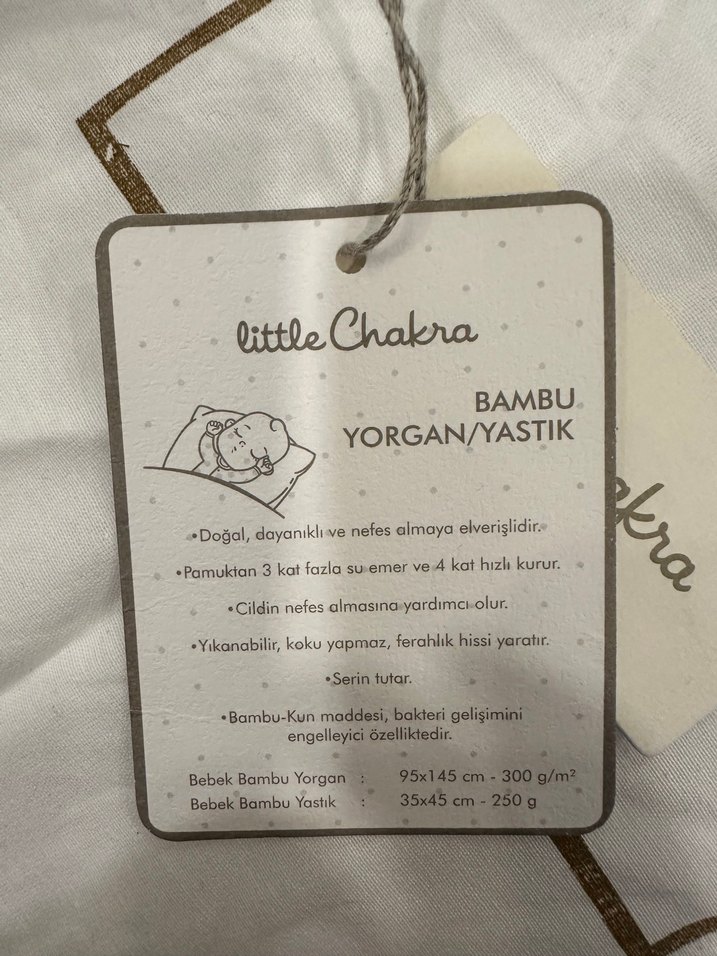 little Chakra
BAMBU
YORGAN/YASTIK
•Doğal, dayanıklı ve nefes almaya elverişlidir.
•Pamuktan 3 kat fazla su emer ve 4 kat hızlı kurur.
•Cildin nefes almasına yardımcı olur.
•Yıkanabilir, koku yapmaz, ferahlık hissi yaratır.
•Serin tutar.
•Bambu-Kun maddesi, bakteri gelişimini
engelleyici özelliktedir.
Bebek Bambu Yorgan : 95x145 cm - 300 g/m²
Bebek Bambu Yastık : 35x45 cm - 250 g